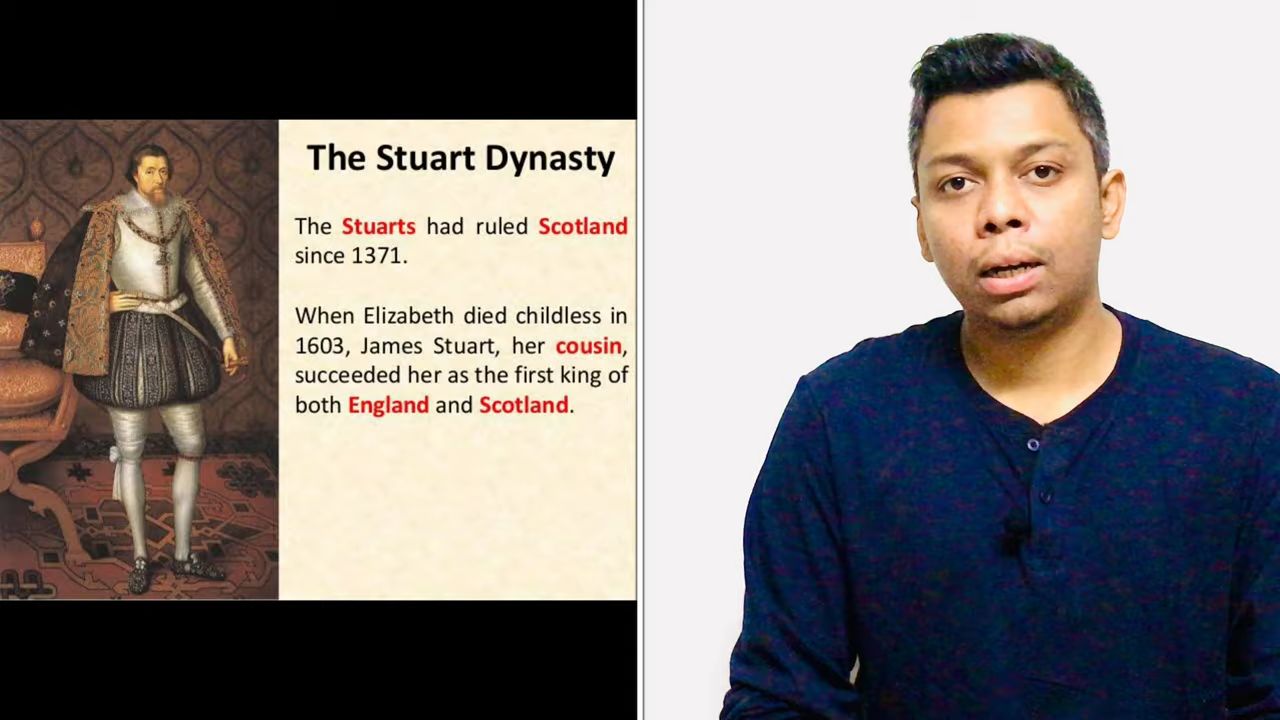 The Stuart Dynasty
The Stuarts had ruled Scotland
since 1371.
When Elizabeth died childless in
1603, James Stuart, her cousin,
succeeded her as the first king of
both England and Scotland.